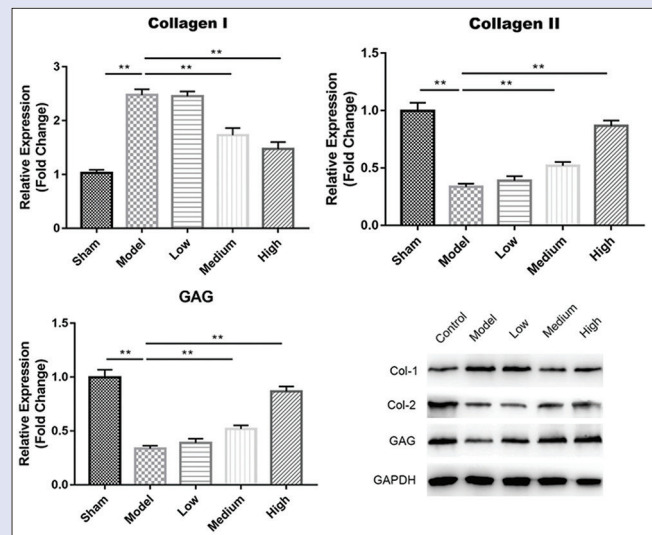 Collagen I
Relative Expression
(Fold Change)
3
2
1
0
**
**
**
Sham
Model
Low
Medium
High
Collagen II
Relative Expression
(Fold Change)
1.5
1.0
0.5
0.0
**
**
**
Sham
Model
Low
Medium
High
GAG
Relative Expression
(Fold Change)
1.5
1.0
0.5
0.0
**
**
**
Sham
Model
Low
Medium
High
Control
Model
Low
Medium
High
Col-1
Col-2
GAG
GAPDH